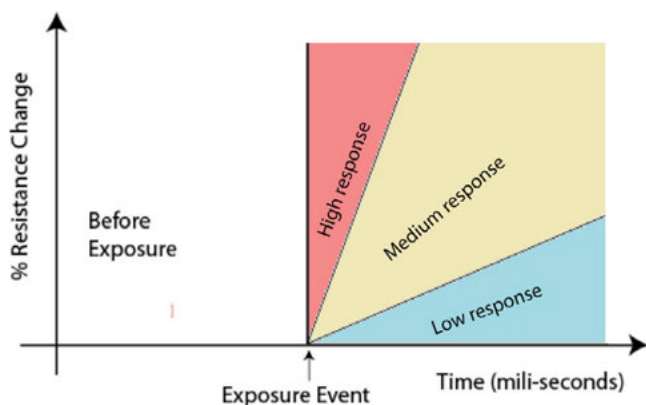 % Resistance Change
Before
Exposure
High response
Medium response
Low response
Exposure Event
Time (mili-seconds)